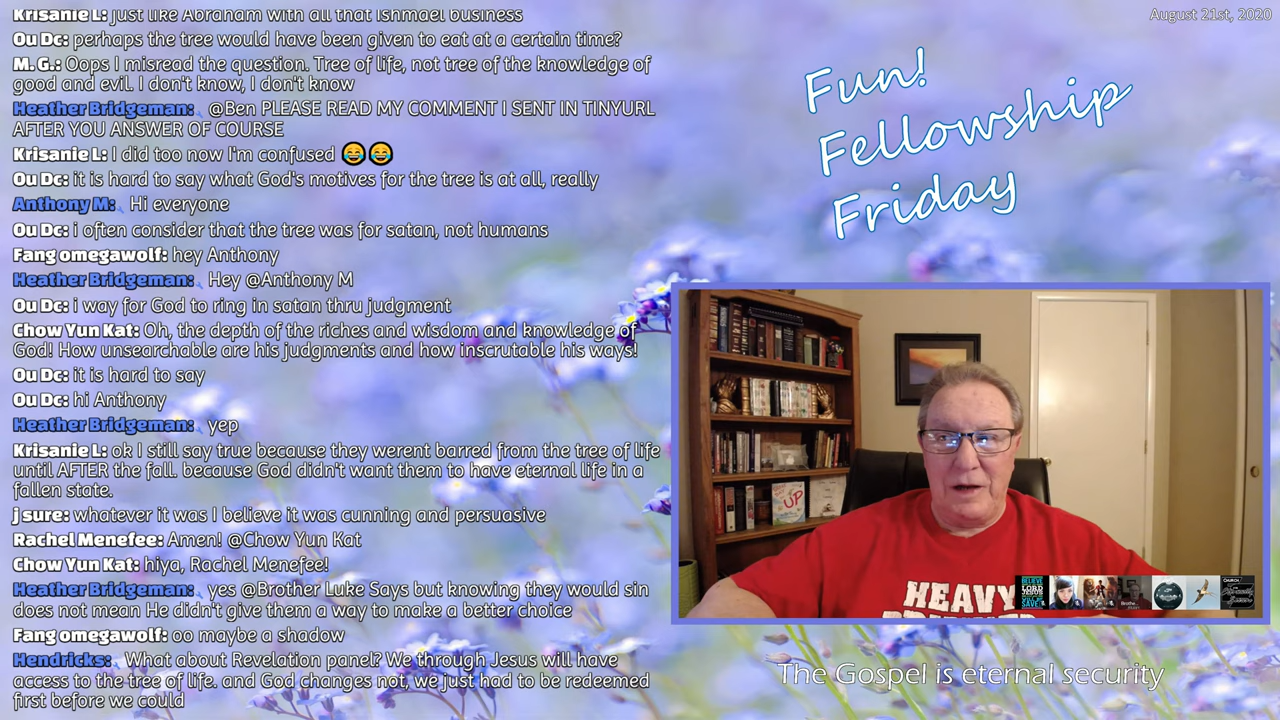 Krisanie L: just like Abraham with all that Ishmael business
Ou Dc: perhaps the tree would have been given to eat at a certain time?
M. G.: Oops I misread the question. Tree of life, not tree of the knowledge of
good and evil. I don't know, I don't know
Heather Bridgeman: @Ben PLEASE READ MY COMMENT I SENT IN TINYURL
AFTER YOU ANSWER OF COURSE
Krisanie L: I did too now I'm confused 😂😂
Ou Dc: it is hard to say what God's motives for the tree is at all, really
Anthony M: Hi everyone
Ou Dc: i often consider that the tree was for satan, not humans
Fang omegawolf: hey Anthony
Heather Bridgeman: Hey @Anthony M
Ou Dc: i way for God to ring in satan thru judgment
Chow Yun Kat: Oh, the depth of the riches and wisdom and knowledge of
God! How unsearchable are his judgments and how inscrutable his ways!
Ou Dc: it is hard to say
Ou Dc: hi Anthony
Heather Bridgeman: yep
Krisanie L: ok I still say true because they werent barred from the tree of life
until AFTER the fall. because God didn't want them to have eternal life in a
fallen state.
j sure: whatever it was I believe it was cunning and persuasive
Rachel Menefee: Amen! @Chow Yun Kat
Chow Yun Kat: hiya, Rachel Menefee!
Heather Bridgeman: yes @Brother Luke Says but knowing they would sin
does not mean He didn't give them a way to make a better choice
Fang omegawolf: oo maybe a shadow
Hendricks: What about Revelation panel? We through Jesus will have
access to the tree of life. and God changes not, we just had to be redeemed
first before we could
August 21st, 2020
Fun!
Fellowship
Friday
UP
HEAVY
BELIEVE
LORD
SAVE
CHURCH
The Gospel is eternal security